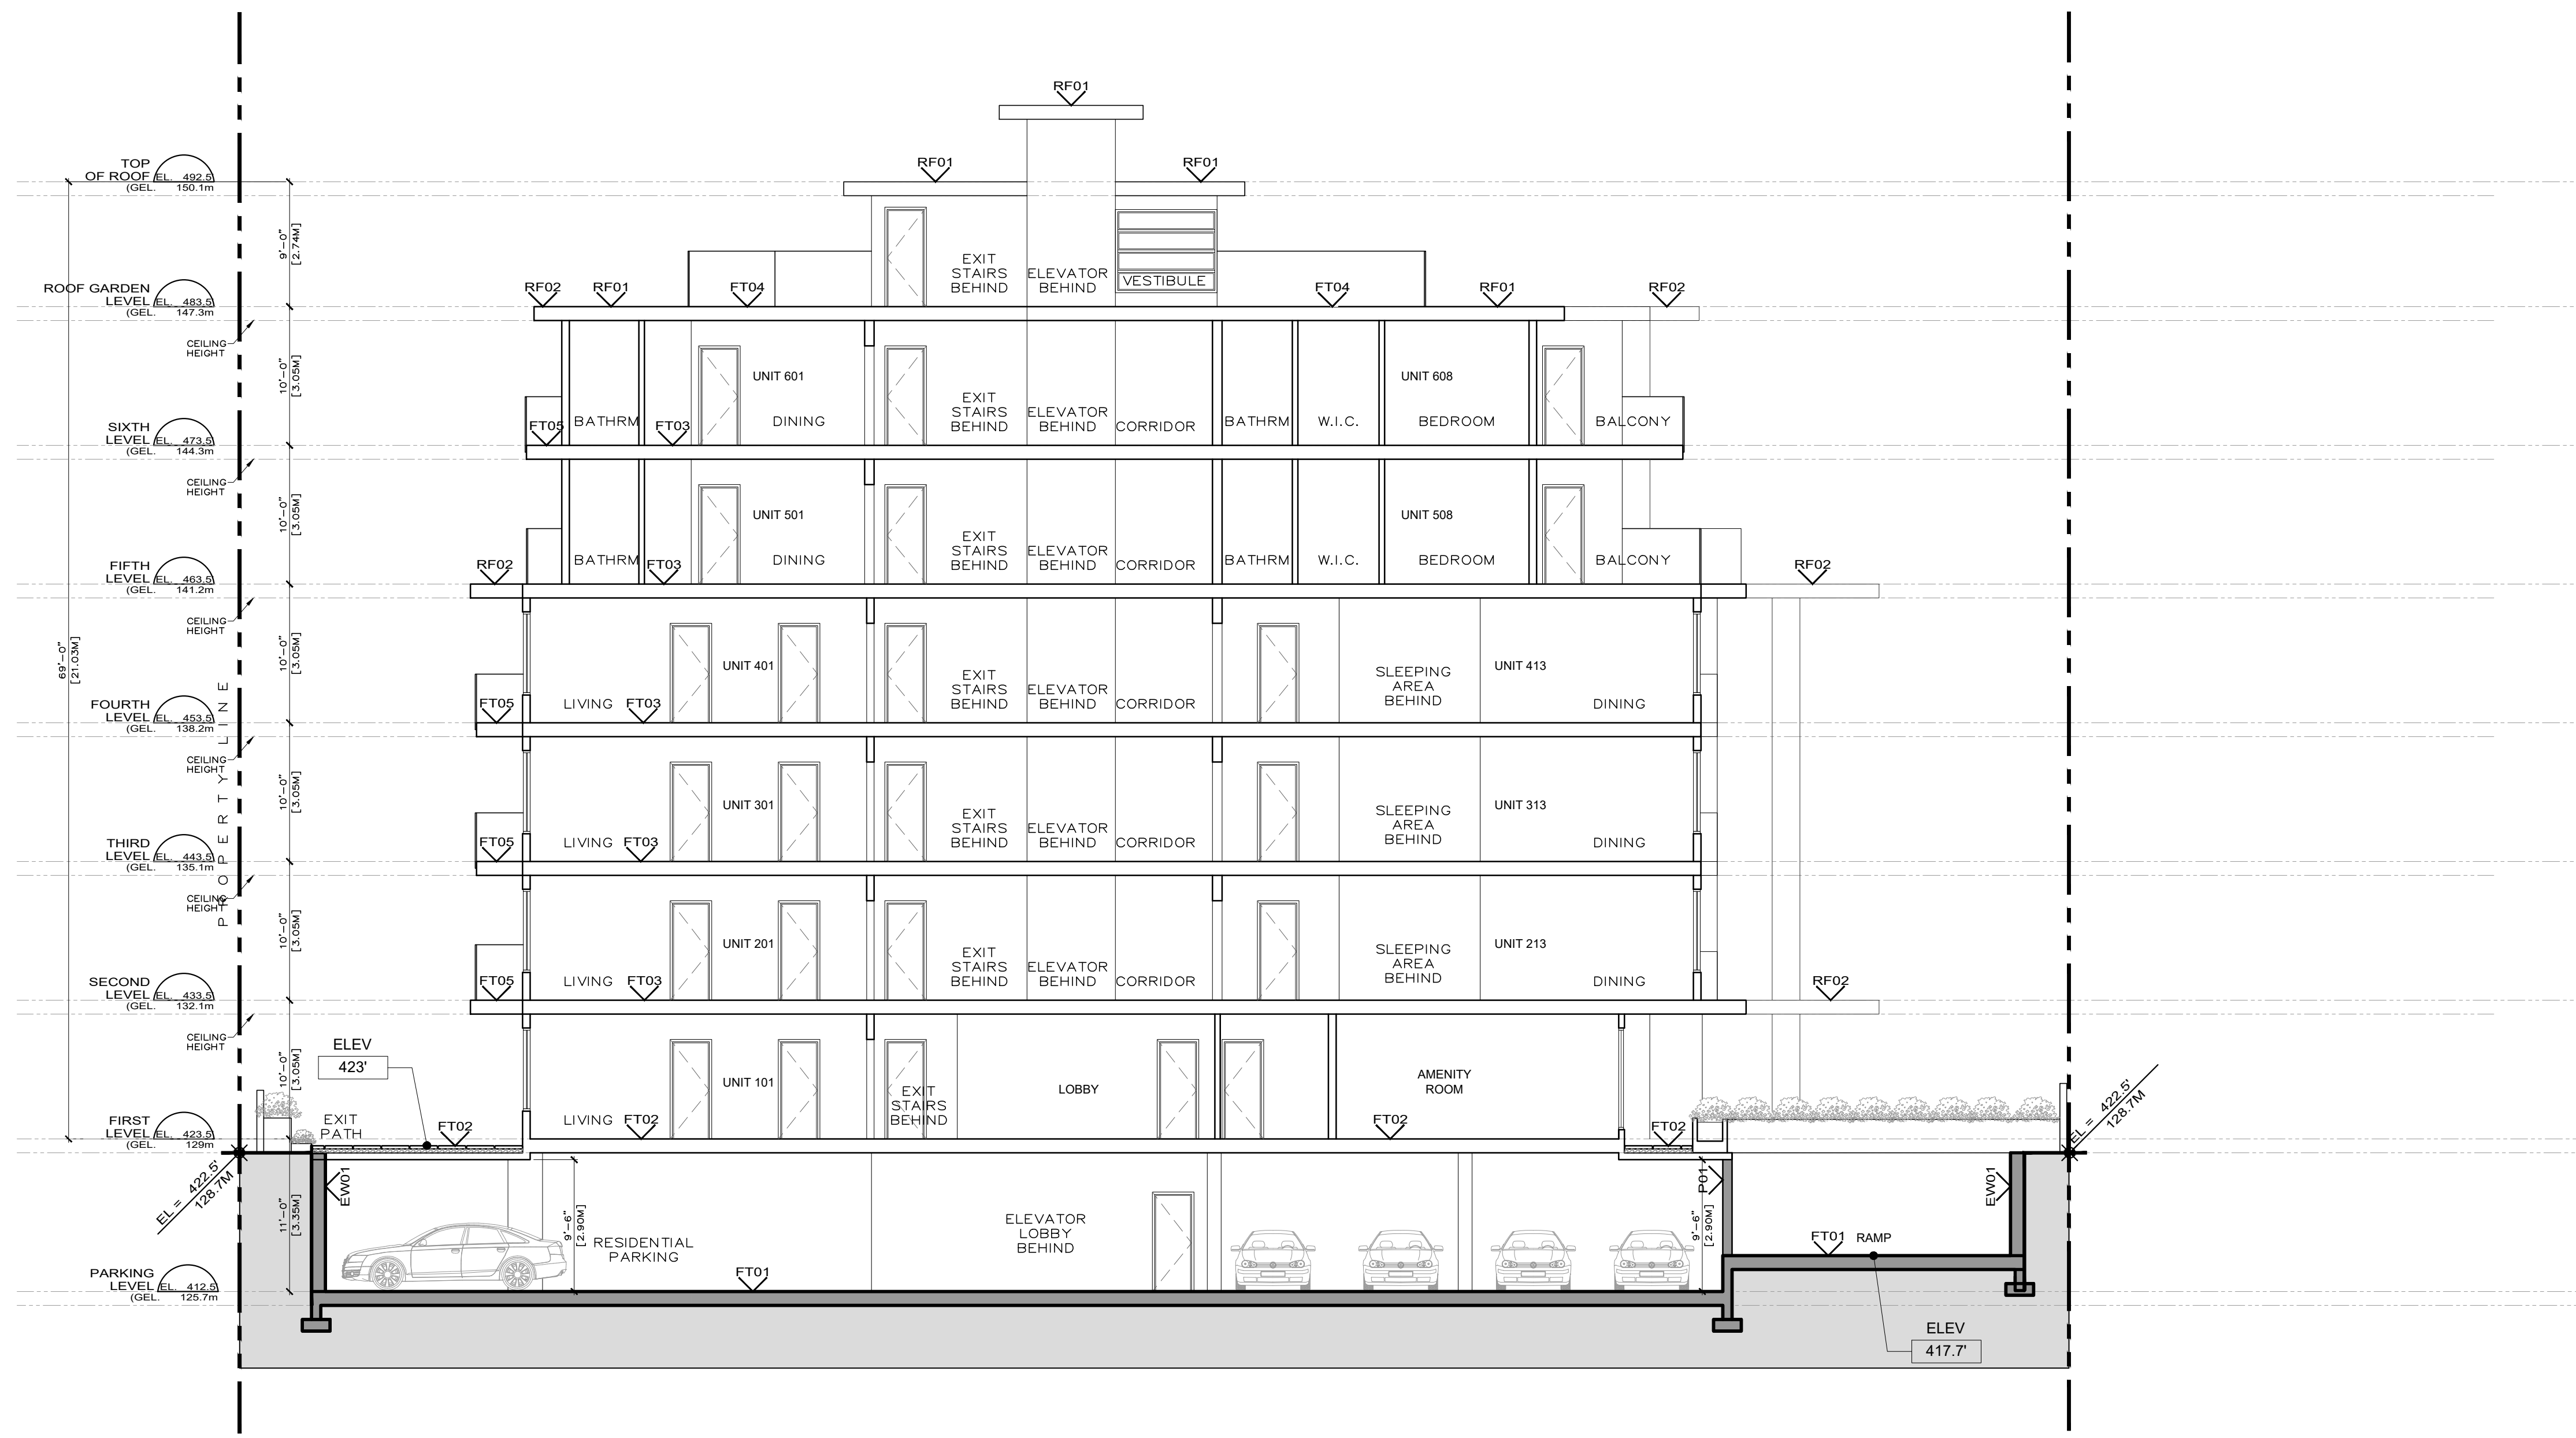 RF01
TOP
OF ROOF EL. 492.5'
(GEL. 150.1m
RF01
RF01
9'-0"
[2.74M]
EXIT
STAIRS
BEHIND
ELEVATOR
BEHIND
VESTIBULE
ROOF GARDEN
LEVEL EL. 483.5'
(GEL. 147.3m
RF02
RF01
FT04
FT04
RF01
RF02
CEILING
HEIGHT
10'-0"
[3.05M]
UNIT 601
UNIT 608
BATHRM
DINING
EXIT
STAIRS
BEHIND
ELEVATOR
BEHIND
CORRIDOR
BATHRM
W.I.C.
BEDROOM
BALCONY
SIXTH
LEVEL EL. 473.5'
(GEL. 144.3m
FT05
FT03
CEILING
HEIGHT
10'-0"
[3.05M]
UNIT 501
UNIT 508
BATHRM
DINING
EXIT
STAIRS
BEHIND
ELEVATOR
BEHIND
CORRIDOR
BATHRM
W.I.C.
BEDROOM
BALCONY
FIFTH
LEVEL EL. 463.5'
(GEL. 141.2m
RF02
FT03
RF02
CEILING
HEIGHT
69'-0"
[21.03M]
10'-0"
[3.05M]
UNIT 401
UNIT 413
LIVING
EXIT
STAIRS
BEHIND
ELEVATOR
BEHIND
CORRIDOR
SLEEPING
AREA
BEHIND
DINING
FOURTH
LEVEL EL. 453.5'
(GEL. 138.2m
FT05
FT03
CEILING
HEIGHT
PROPERTY LINE
10'-0"
[3.05M]
UNIT 301
UNIT 313
LIVING
EXIT
STAIRS
BEHIND
ELEVATOR
BEHIND
CORRIDOR
SLEEPING
AREA
BEHIND
DINING
THIRD
LEVEL EL. 443.5'
(GEL. 135.1m
FT05
FT03
CEILING
HEIGHT
10'-0"
[3.05M]
UNIT 201
UNIT 213
LIVING
EXIT
STAIRS
BEHIND
ELEVATOR
BEHIND
CORRIDOR
SLEEPING
AREA
BEHIND
DINING
SECOND
LEVEL EL. 433.5'
(GEL. 132.1m
FT05
FT03
RF02
CEILING
HEIGHT
ELEV
423'
10'-0"
[3.05M]
UNIT 101
LIVING
EXIT
STAIRS
BEHIND
LOBBY
AMENITY
ROOM
EXIT
PATH
FIRST
LEVEL EL. 423.5'
(GEL. 129m
FT02
FT02
FT02
FT02
EL = 422.5'
128.7M
EL = 422.5'
128.7M
EW01
P01
EW01
11'-0"
[3.35M]
9'-6"
[2.90M]
RESIDENTIAL
PARKING
ELEVATOR
LOBBY
BEHIND
9'-6"
[2.90M]
FT01
RAMP
PARKING
LEVEL EL. 412.5'
(GEL. 125.7m
FT01
ELEV
417.7'